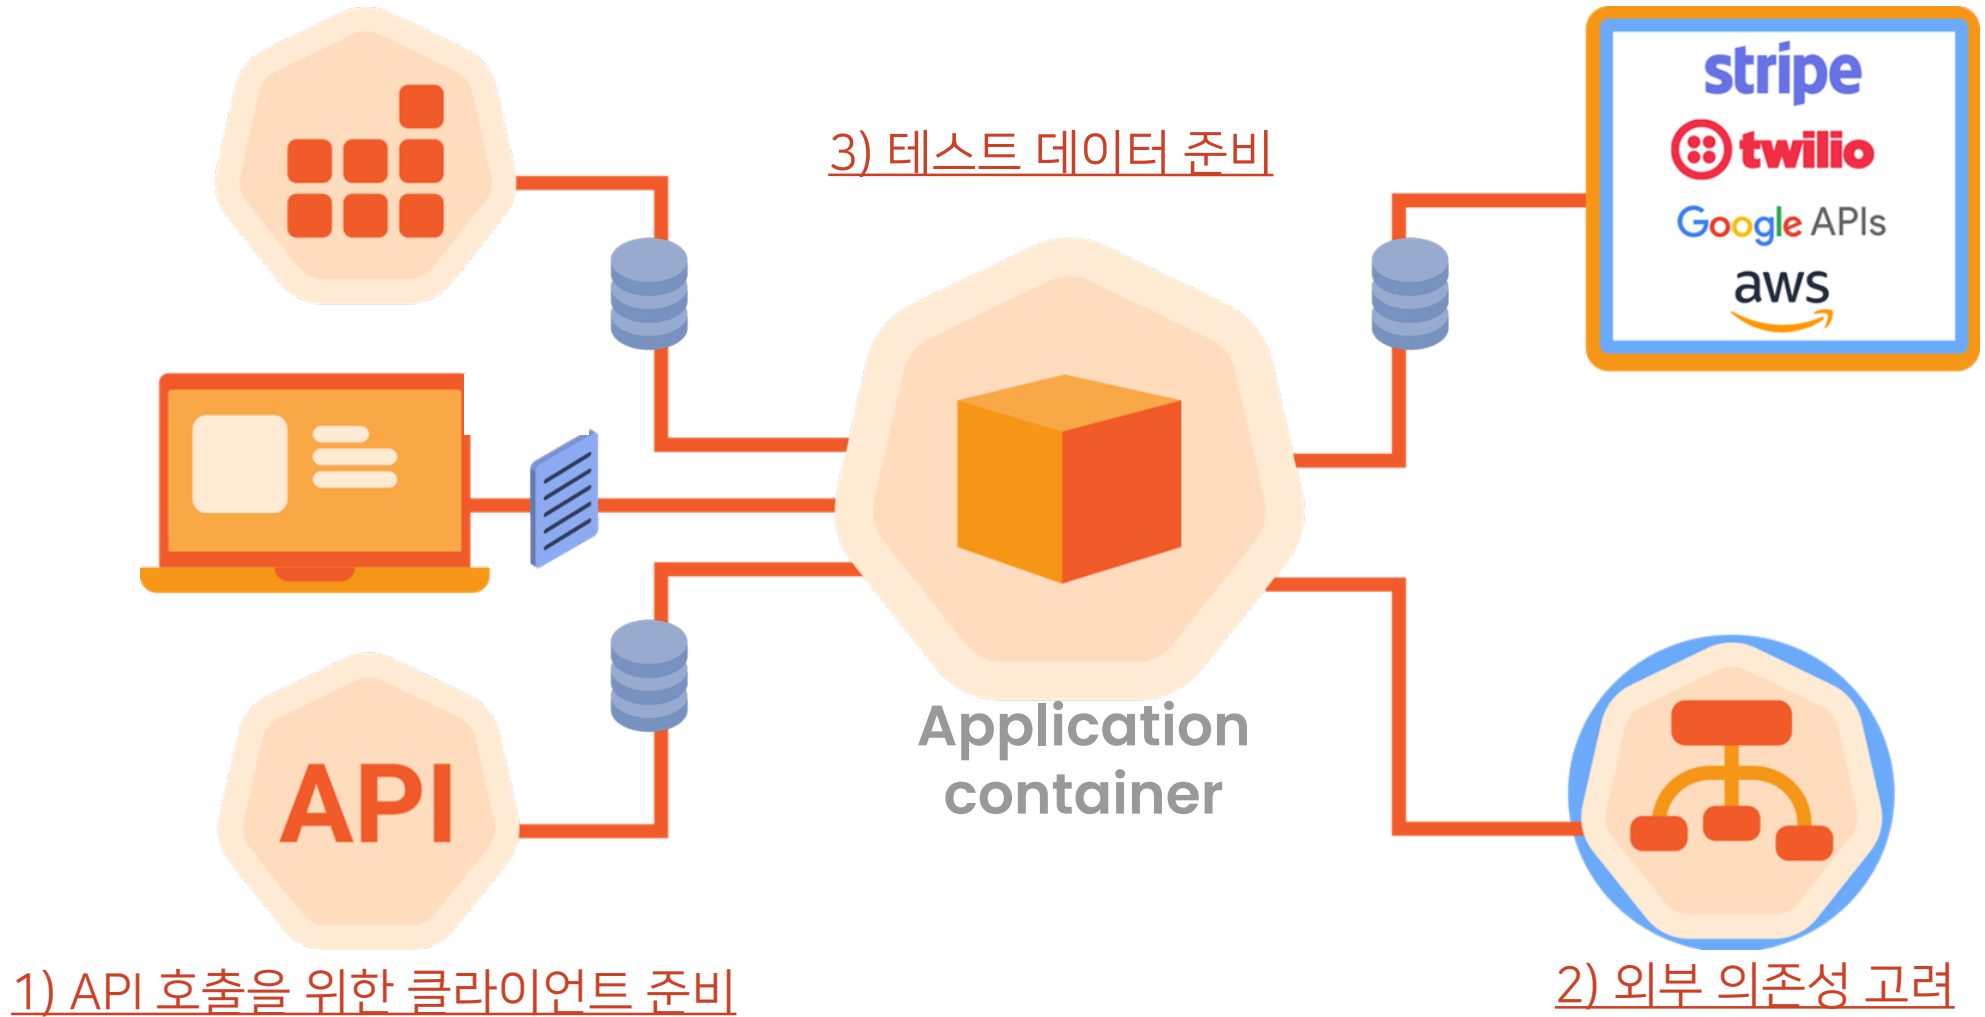 3) 테스트 데이터 준비
stripe
twilio
Google APIs
aws
Application
container
API
1) API 호출을 위한 클라이언트 준비
2) 외부 의존성 고려